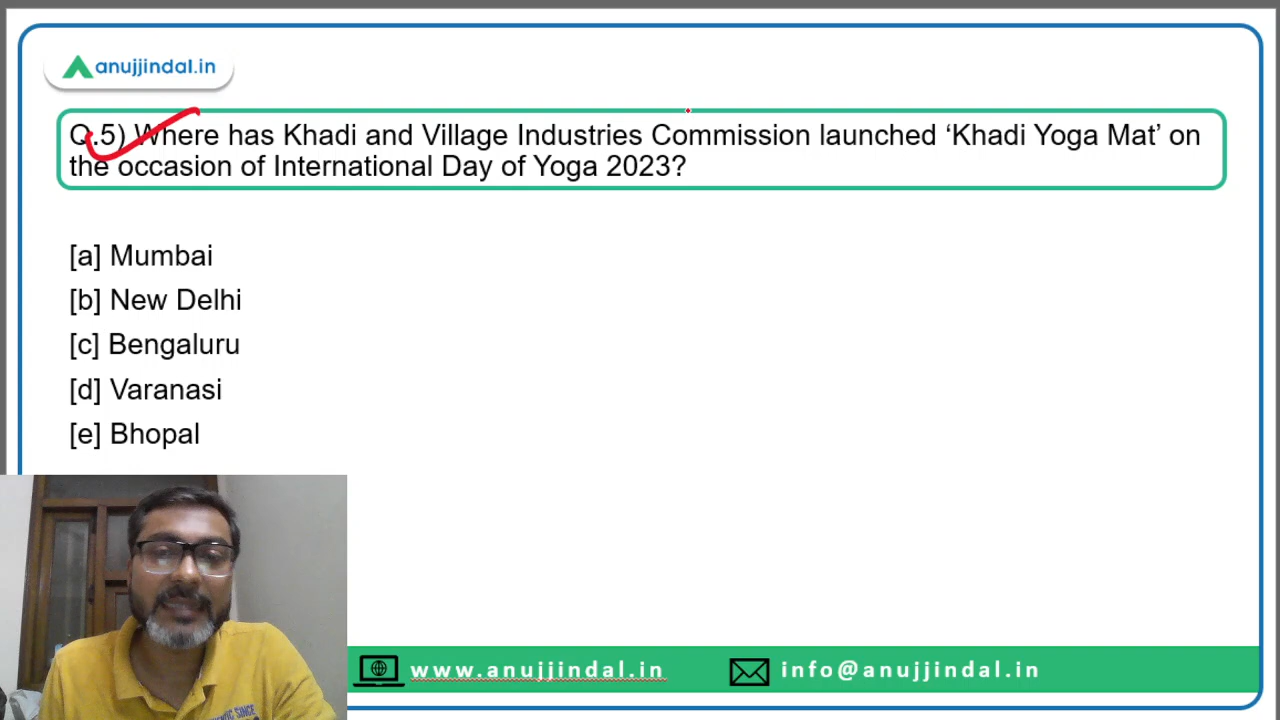 anujjindal.in
Q.5) Where has Khadi and Village Industries Commission launched ‘Khadi Yoga Mat’ on
the occasion of International Day of Yoga 2023?
[a] Mumbai
[b] New Delhi
[c] Bengaluru
[d] Varanasi
[e] Bhopal
www.anujjindal.in
info@anujjindal.in